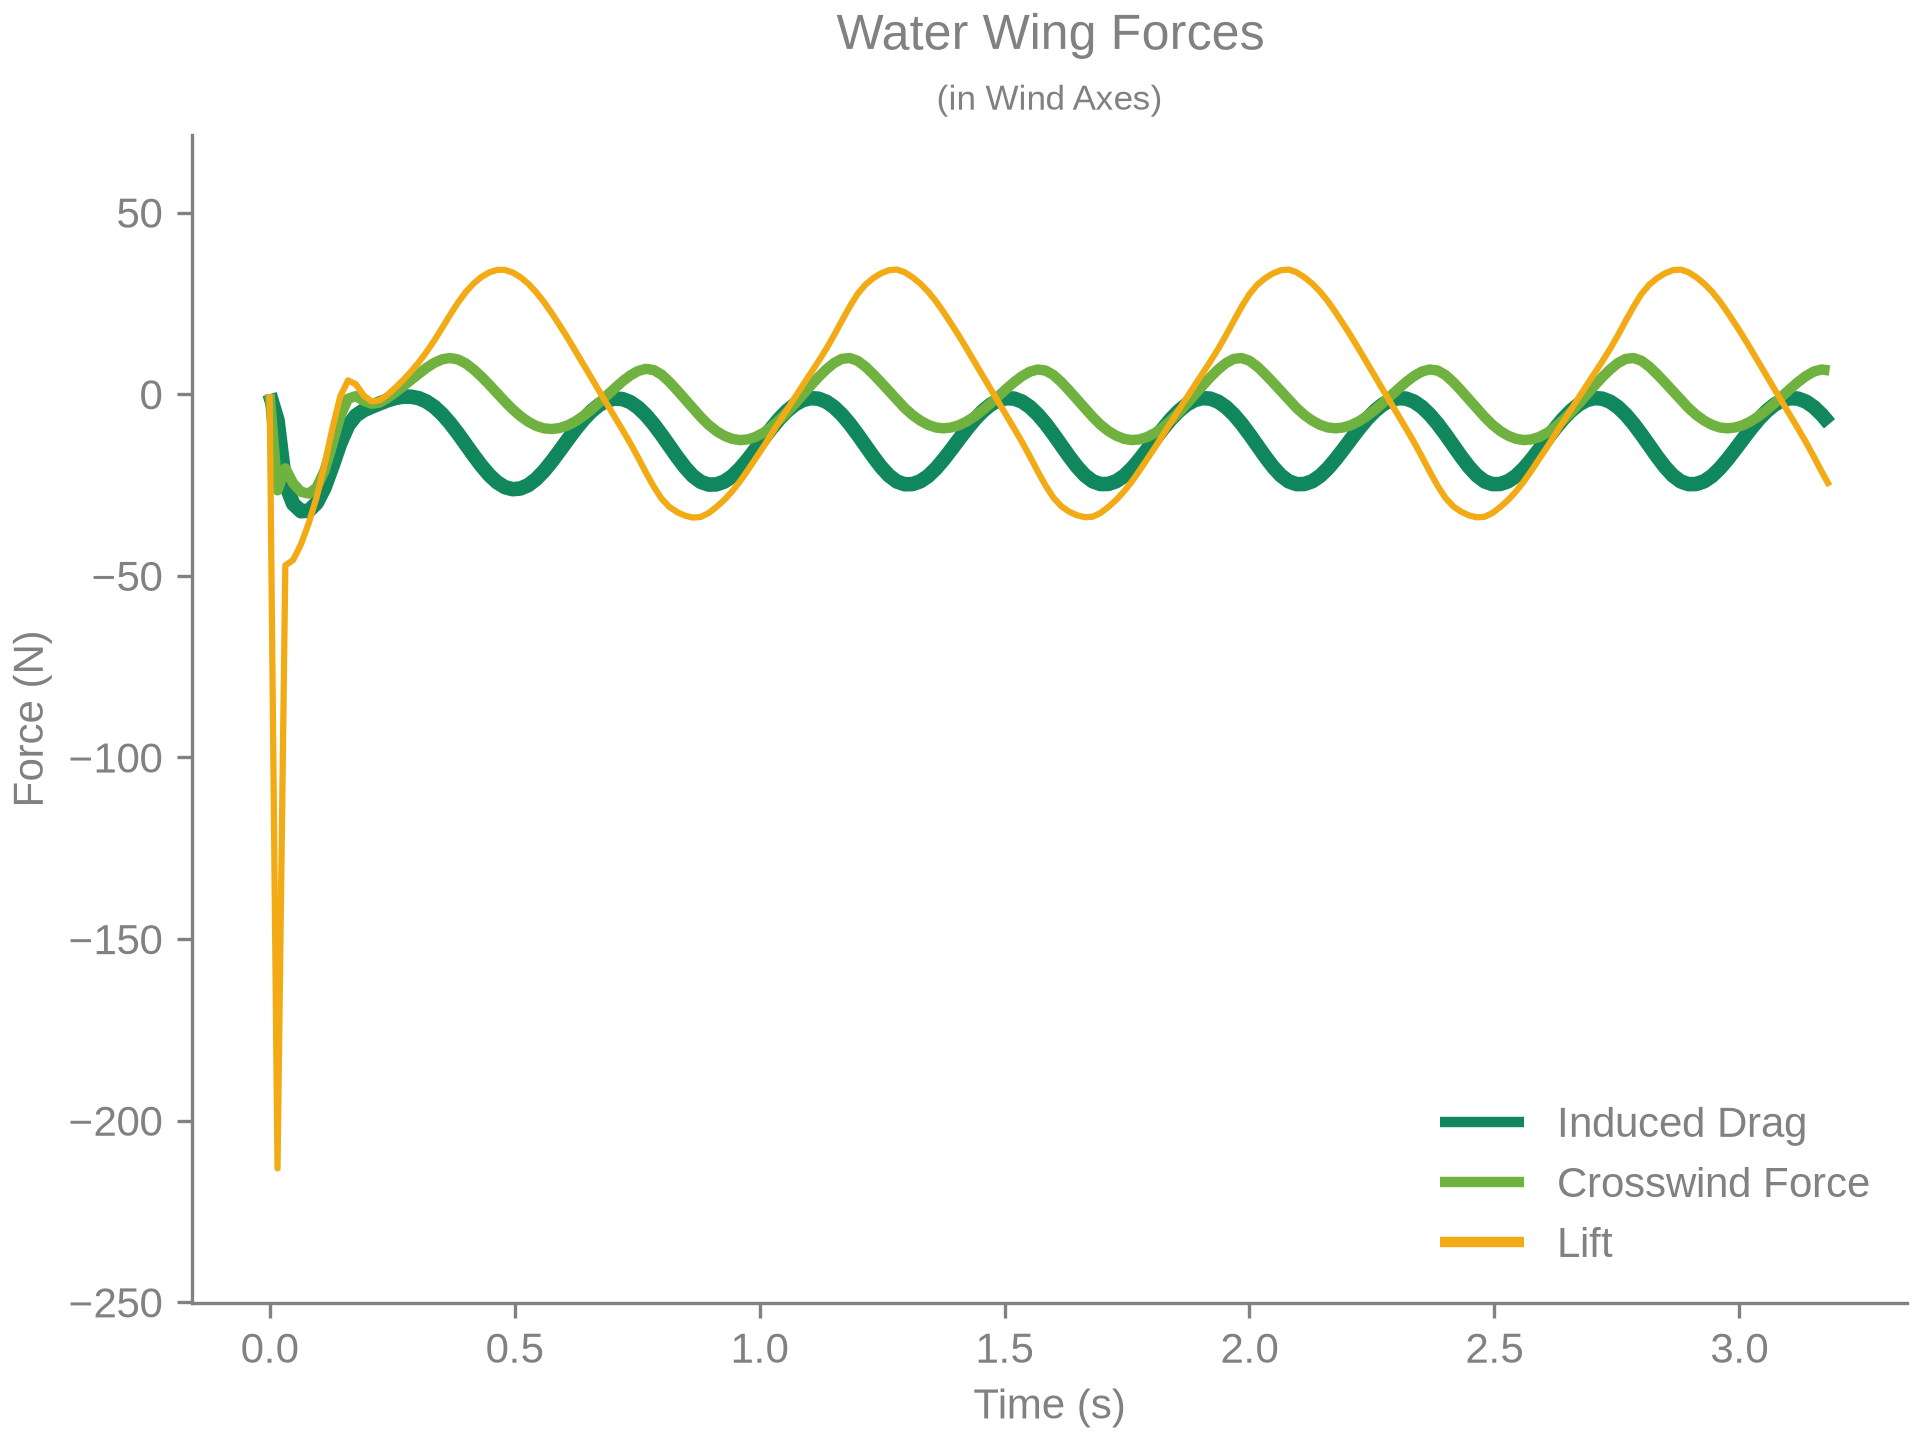 Water Wing Forces
(in Wind Axes)
50
0
−50
−100
−150
−200
−250
Force (N)
0.0 0.5 1.0 1.5 2.0 2.5 3.0
Time (s)
Induced Drag
Crosswind Force
Lift